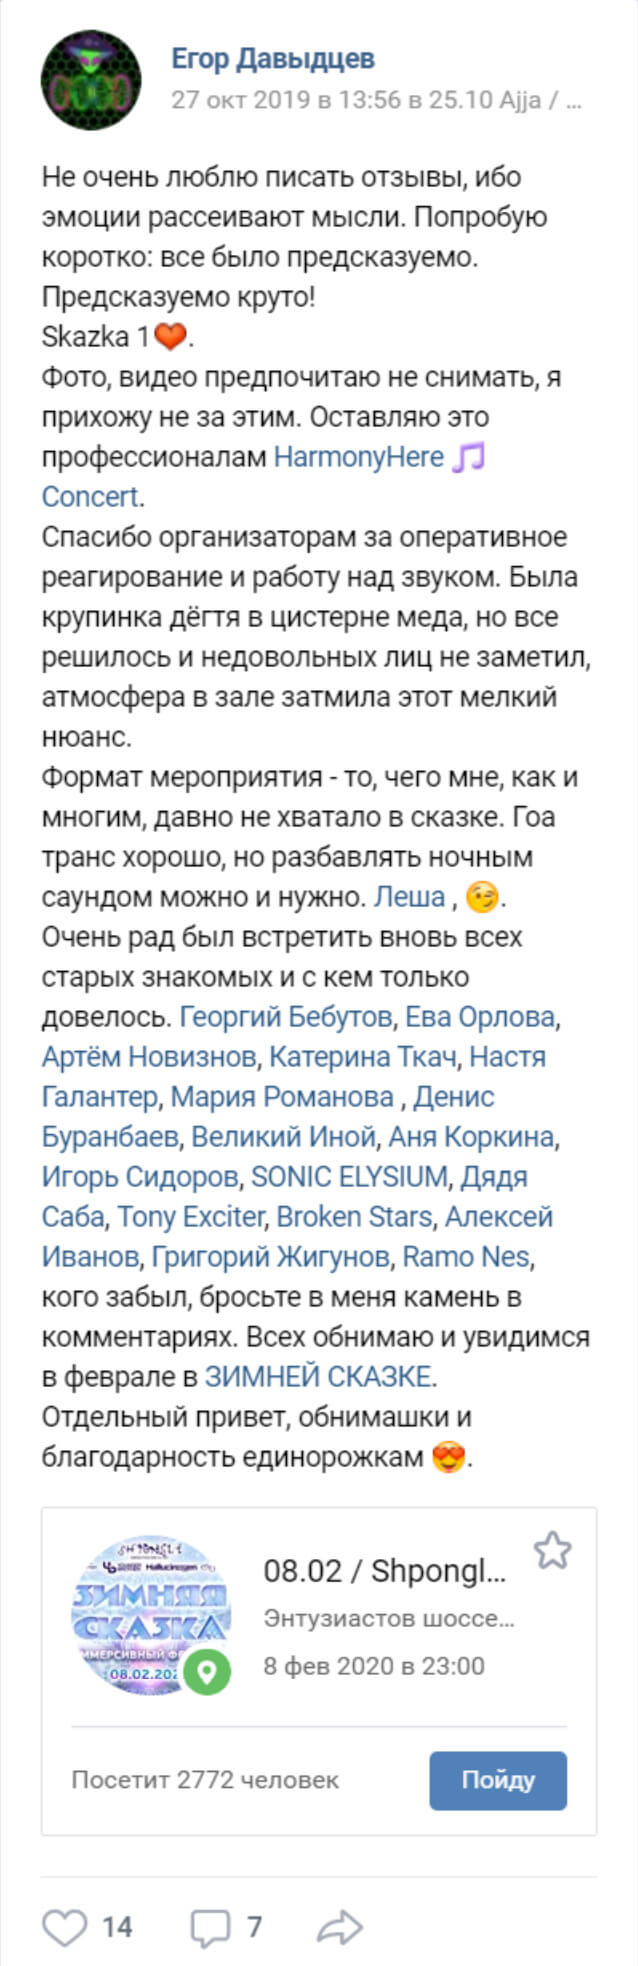 Егор Давыдцев
27 окт 2019 в 13:56 в 25.10 Ajja / ...
Не очень люблю писать отзывы, ибо
эмоции рассеивают мысли. Попробую
коротко: все было предсказуемо.
Предсказуемо круто!
Skazka 1❤.
Фото, видео предпочитаю не снимать, я
прихожу не за этим. Оставляю это
профессионалам HarmonyHere 🎵
Concert.
Спасибо организаторам за оперативное
реагирование и работу над звуком. Была
крупинка дёгтя в цистерне меда, но все
решилось и недовольных лиц не заметил,
атмосфера в зале затмила этот мелкий
нюанс.
Формат мероприятия - то, чего мне, как и
многим, давно не хватало в сказке. Гоа
транс хорошо, но разбавлять ночным
саундом можно и нужно. Леша , 😉.
Очень рад был встретить вновь всех
старых знакомых и с кем только
довелось. Георгий Бебутов, Ева Орлова,
Артём Новизнов, Катерина Ткач, Настя
Галантер, Мария Романова , Денис
Буранбаев, Великий Иной, Аня Коркина,
Игорь Сидоров, SONIC ELYSIUM, Дядя
Саба, Tony Exciter, Broken Stars, Алексей
Иванов, Григорий Жигунов, Ramo Nes,
кого забыл, бросьте в меня камень в
комментариях. Всех обнимаю и увидимся
в феврале в ЗИМНЕЙ СКАЗКЕ.
Отдельный привет, обнимашки и
благодарность единорожкам 😍.
SHPONGLE
Hallucinogen
ЗИМНЯЯ
СКАЗКА
08.02.202
08.02 / Shpongl...
Энтузиастов шоссе...
8 фев 2020 в 23:00
Посетит 2772 человек
Пойду
14
7